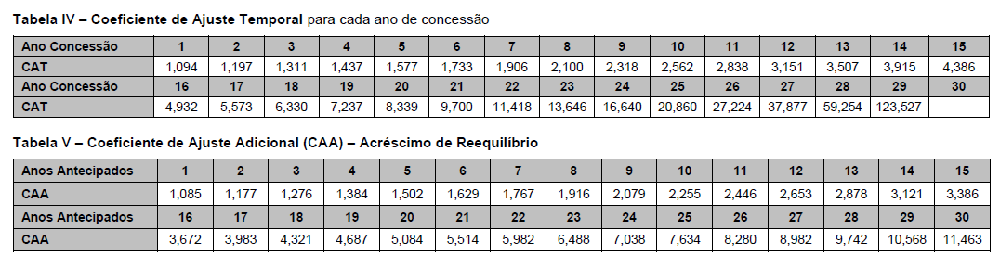 Tabela IV – Coeficiente de Ajuste Temporal para cada ano de concessão
Ano Concessão 1 2 3 4 5 6 7 8 9 10 11 12 13 14 15
CAT 1,094 1,197 1,311 1,437 1,577 1,733 1,906 2,100 2,318 2,562 2,838 3,151 3,507 3,915 4,386
Ano Concessão 16 17 18 19 20 21 22 23 24 25 26 27 28 29 30
CAT 4,932 5,573 6,330 7,237 8,339 9,700 11,418 13,646 16,640 20,860 27,224 37,877 59,254 123,527 --
Tabela V – Coeficiente de Ajuste Adicional (CAA) – Acréscimo de Reequilíbrio
Anos Antecipados 1 2 3 4 5 6 7 8 9 10 11 12 13 14 15
CAA 1,085 1,177 1,276 1,384 1,502 1,629 1,767 1,916 2,079 2,255 2,446 2,653 2,878 3,121 3,386
Anos Antecipados 16 17 18 19 20 21 22 23 24 25 26 27 28 29 30
CAA 3,672 3,983 4,321 4,687 5,084 5,514 5,982 6,488 7,038 7,634 8,280 8,982 9,742 10,568 11,463